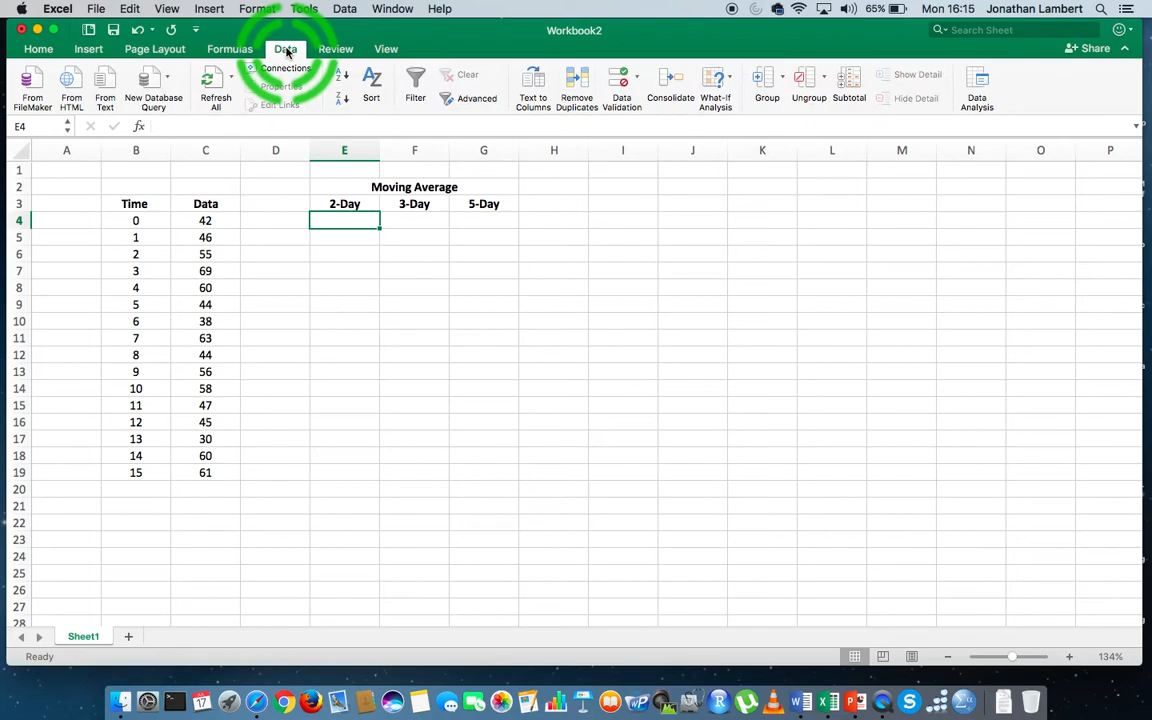 Excel File Edit View Insert Format Tools Data Window Help 65% Mon 16:15 Jonathan Lambert
Workbook2 Search Sheet
Home Insert Page Layout Formulas Data Review View Share
From FileMaker From HTML From Text New Database Query Refresh All Connections Properties Edit Links Sort Filter Clear Advanced Text to Columns Remove Duplicates Data Validation Consolidate What-If Analysis Group Ungroup Subtotal Show Detail Hide Detail Data Analysis
E4 fx
A B C D E F G H I J K L M N O P
1
2 Moving Average
3 Time Data 2-Day 3-Day 5-Day
4 0 42
5 1 46
6 2 55
7 3 69
8 4 60
9 5 44
10 6 38
11 7 63
12 8 44
13 9 56
14 10 58
15 11 47
16 12 45
17 13 30
18 14 60
19 15 61
20
21
22
23
24
25
26
27
28
Sheet1 +
Ready 134%